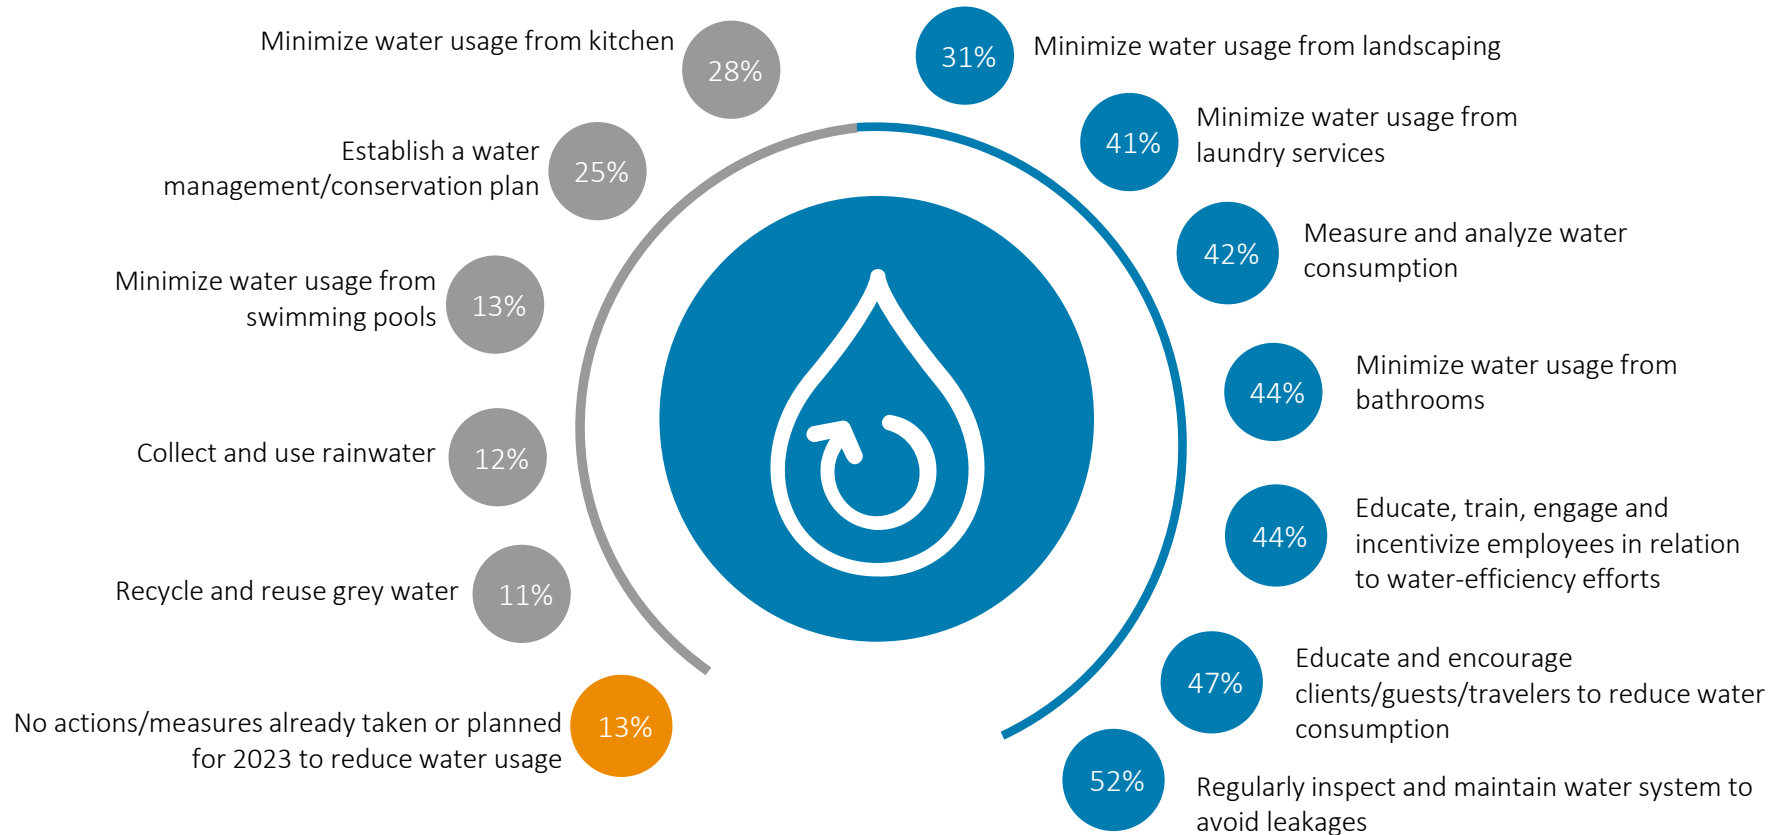 Minimize water usage from kitchen
28%
31%
Minimize water usage from landscaping
Establish a water
management/conservation plan
25%
41%
Minimize water usage from
laundry services
Minimize water usage from
swimming pools
13%
42%
Measure and analyze water
consumption
Collect and use rainwater
12%
44%
Minimize water usage from
bathrooms
Recycle and reuse grey water
11%
44%
Educate, train, engage and
incentivize employees in relation
to water-efficiency efforts
No actions/measures already taken or planned
for 2023 to reduce water usage
13%
47%
Educate and encourage
clients/guests/travelers to reduce water
consumption
52%
Regularly inspect and maintain water system to
avoid leakages